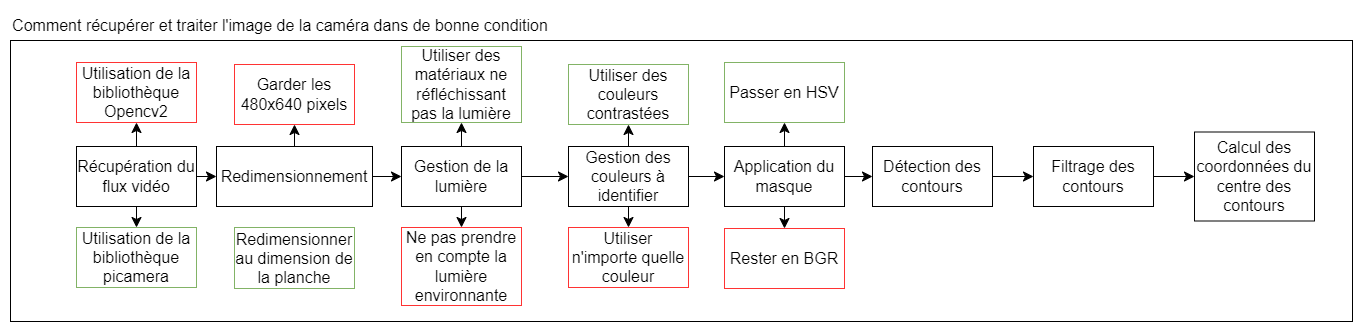 Comment récupérer et traiter l'image de la caméra dans de bonne condition
Utilisation de la
bibliothèque
Opencv2
Garder les
480x640 pixels
Utiliser des
matériaux ne
réfléchissant
pas la lumière
Utiliser des
couleurs
contrastées
Passer en HSV
Récupération du
flux vidéo
Redimensionnement
Gestion de la
lumière
Gestion des
couleurs à
identifier
Application du
masque
Détection des
contours
Filtrage des
contours
Calcul des
coordonnées du
centre des
contours
Utilisation de la
bibliothèque
picamera
Redimensionner
au dimension de
la planche
Ne pas prendre
en compte la
lumière
environnante
Utiliser
n'importe quelle
couleur
Rester en BGR